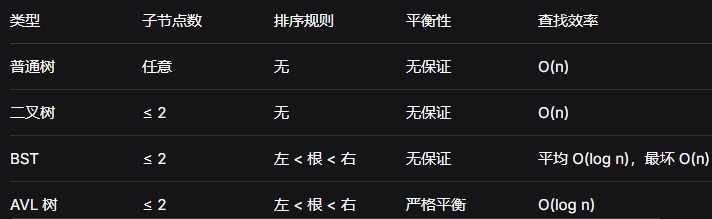 类型 子节点数 排序规则 平衡性 查找效率
普通树 任意 无 无保证 O(n)
二叉树 ≤ 2 无 无保证 O(n)
BST ≤ 2 左 < 根 < 右 无保证 平均 O(log n)，最坏 O(n)
AVL 树 ≤ 2 左 < 根 < 右 严格平衡 O(log n)